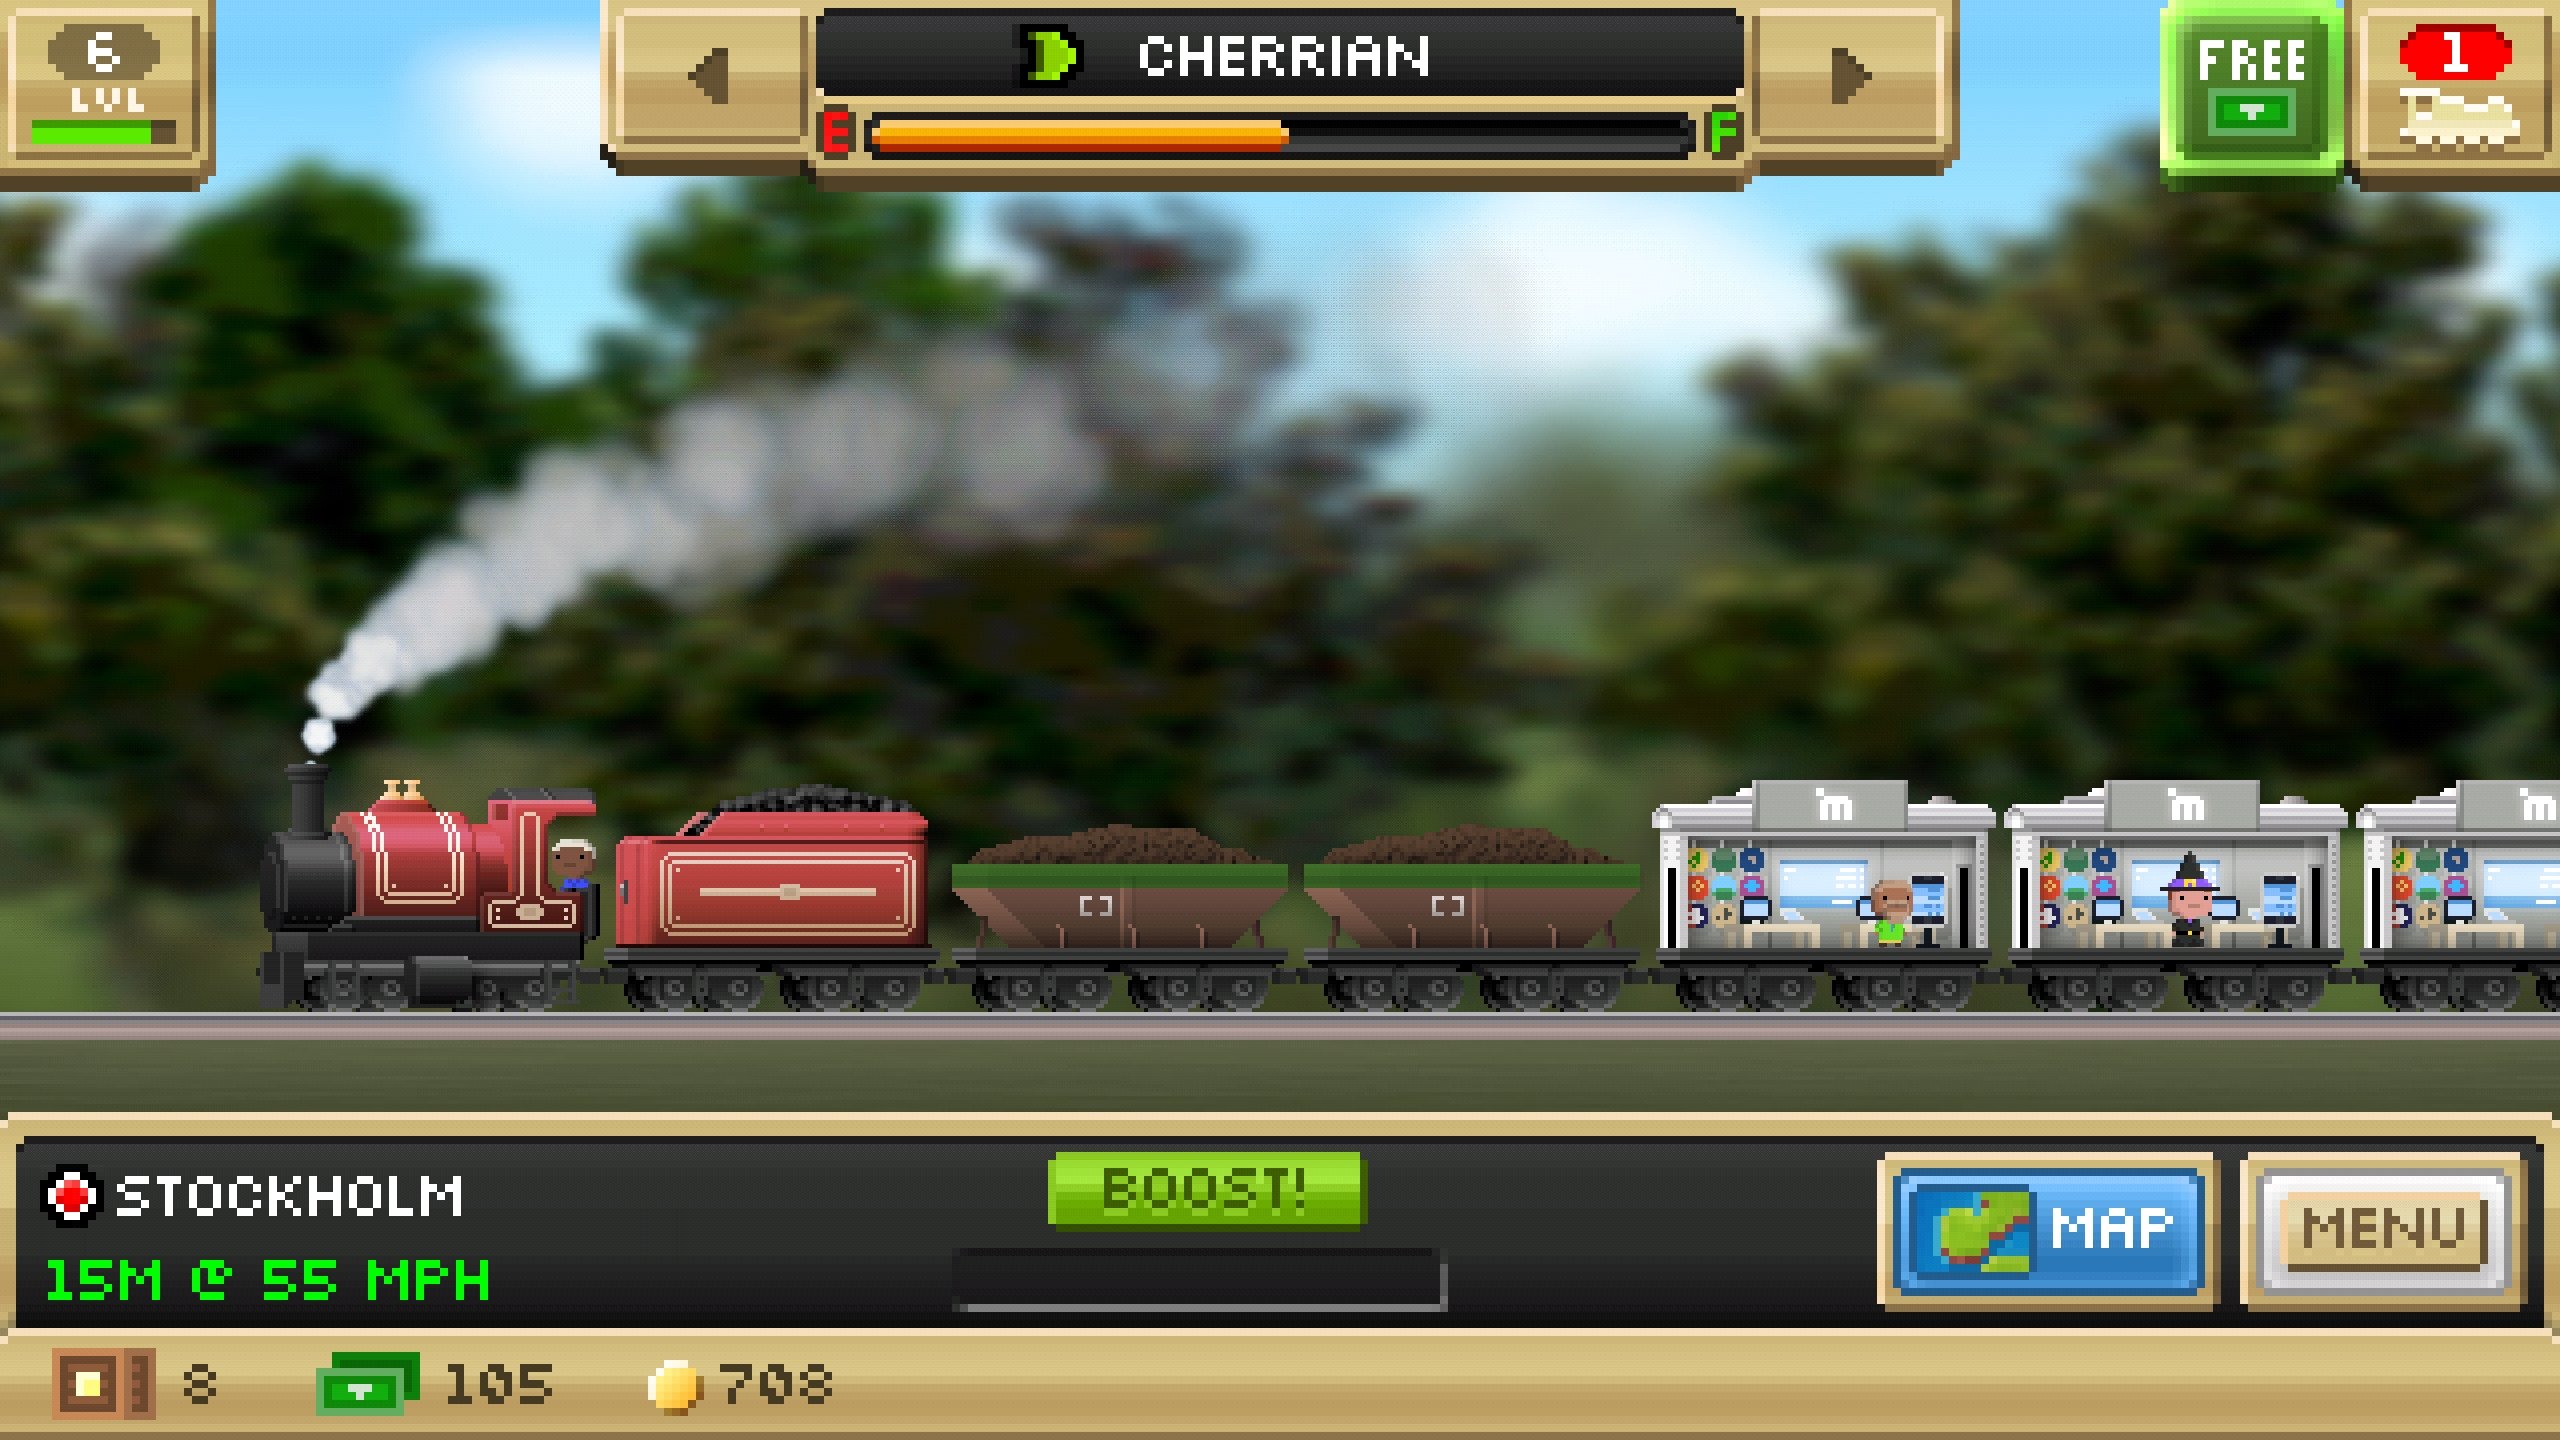 6
LVL
CHERRIAN
E F
FREE
1
m m m
STOCKHOLM
15M @ 55 MPH
BOOST!
MAP
MENU
8 105 708